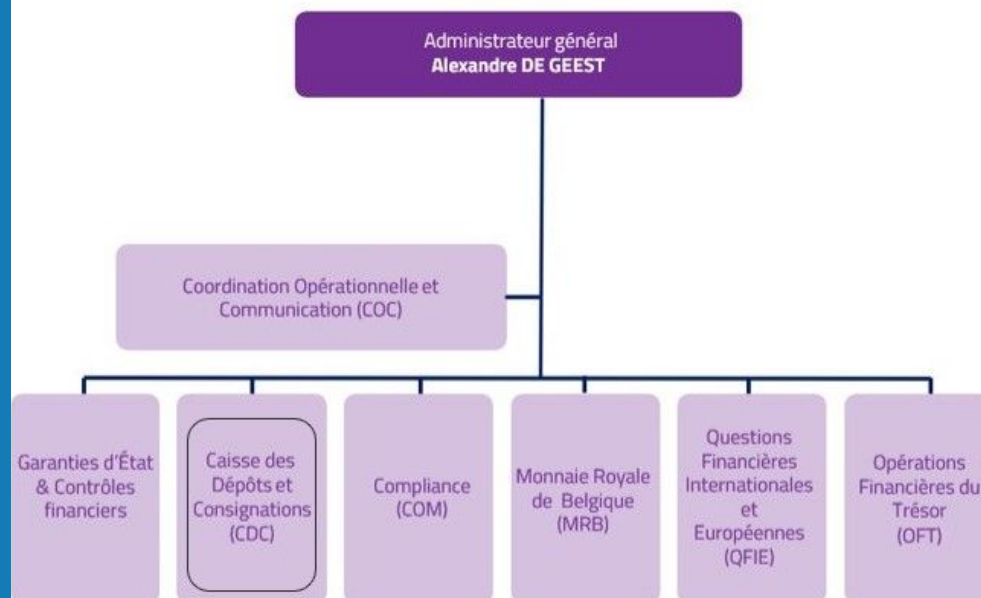 Administrateur général
Alexandre DE GEEST
Coordination Opérationnelle et
Communication (COC)
Garanties d'État
& Contrôles
financiers
Caisse des
Dépôts et
Consignations
(CDC)
Compliance
(COM)
Monnaie Royale
de Belgique
(MRB)
Questions
Financières
Internationales
et
Européennes
(QFIE)
Opérations
Financières du
Trésor
(OFT)